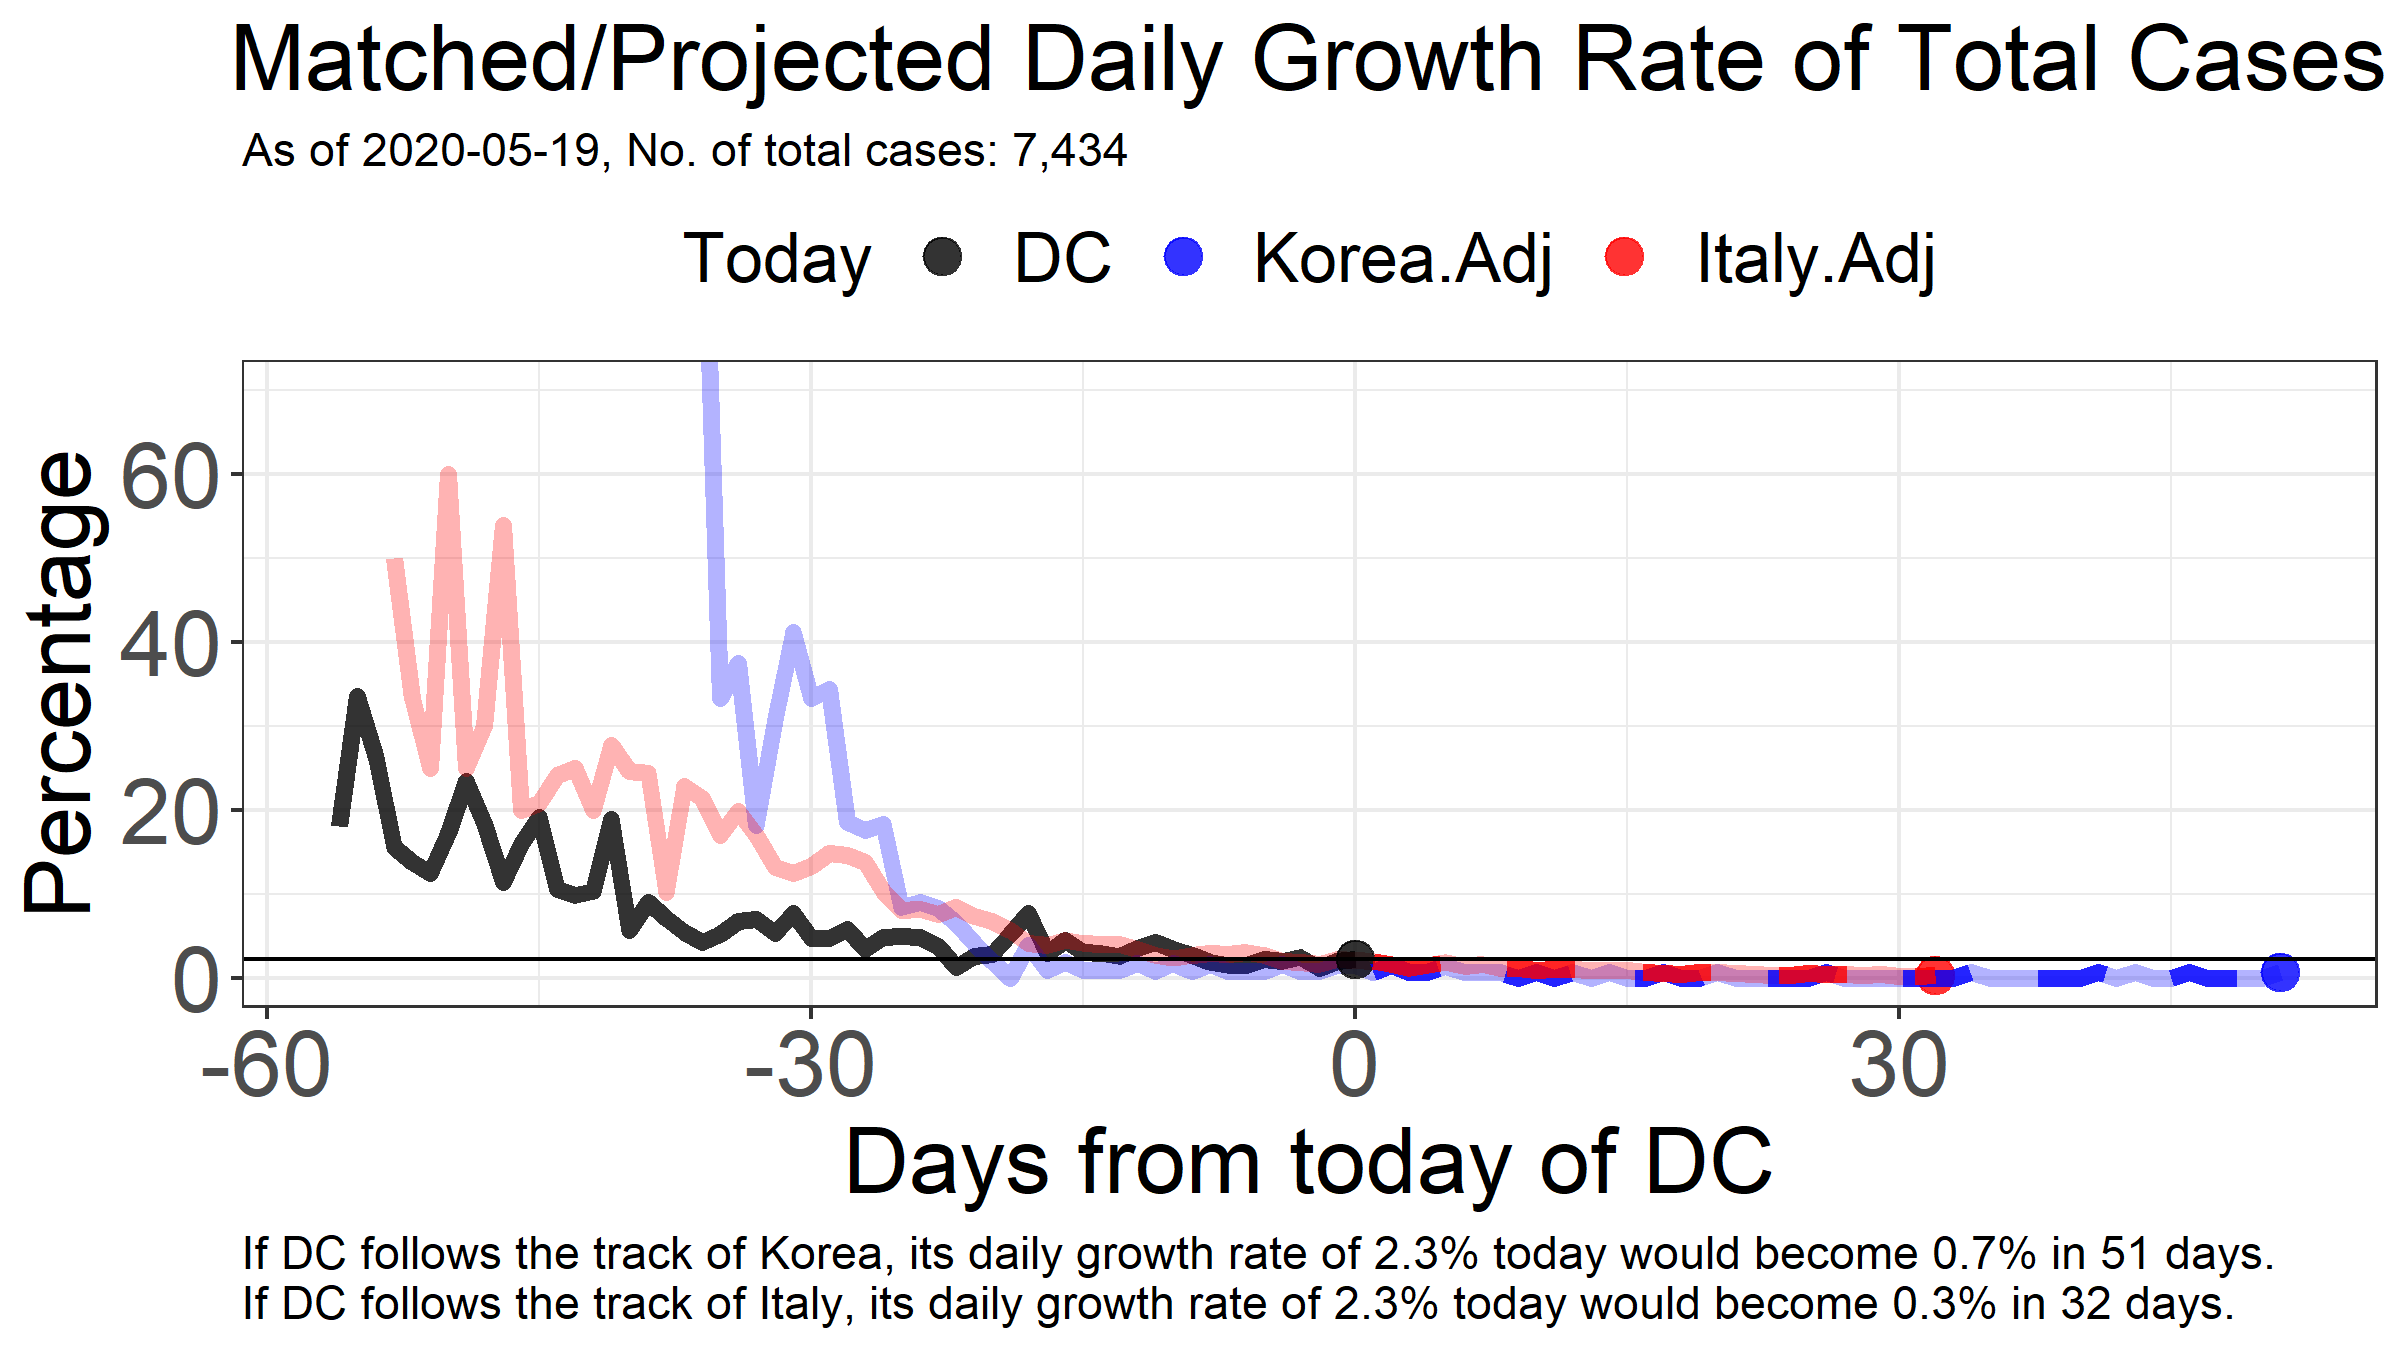 Matched/Projected Daily Growth Rate of Total Cases
As of 2020-05-19, No. of total cases: 7,434
Today DC Korea.Adj Italy.Adj
Percentage
60
40
20
0
-60 -30 0 30
Days from today of DC
If DC follows the track of Korea, its daily growth rate of 2.3% today would become 0.7% in 51 days.
If DC follows the track of Italy, its daily growth rate of 2.3% today would become 0.3% in 32 days.